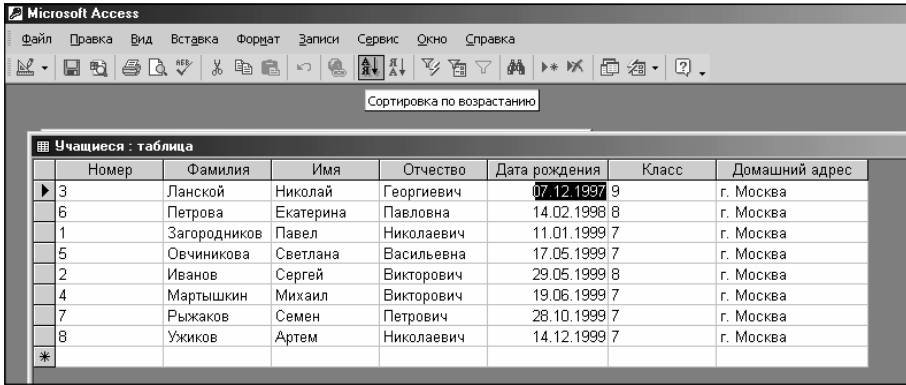 Microsoft Access
Файл Правка Вид Вставка Формат Записи Сервис Окно Справка
Сортировка по возрастанию
Учащиеся : таблица
Номер Фамилия Имя Отчество Дата рождения Класс Домашний адрес
3 Ланской Николай Георгиевич 07.12.1997 9 г. Москва
6 Петрова Екатерина Павловна 14.02.1998 8 г. Москва
1 Загородников Павел Николаевич 11.01.1999 7 г. Москва
5 Овчиникова Светлана Васильевна 17.05.1999 7 г. Москва
2 Иванов Сергей Викторович 29.05.1999 8 г. Москва
4 Мартышкин Михаил Викторович 19.06.1999 7 г. Москва
7 Рыжаков Семен Петрович 28.10.1999 7 г. Москва
8 Ужиков Артем Николаевич 14.12.1999 7 г. Москва